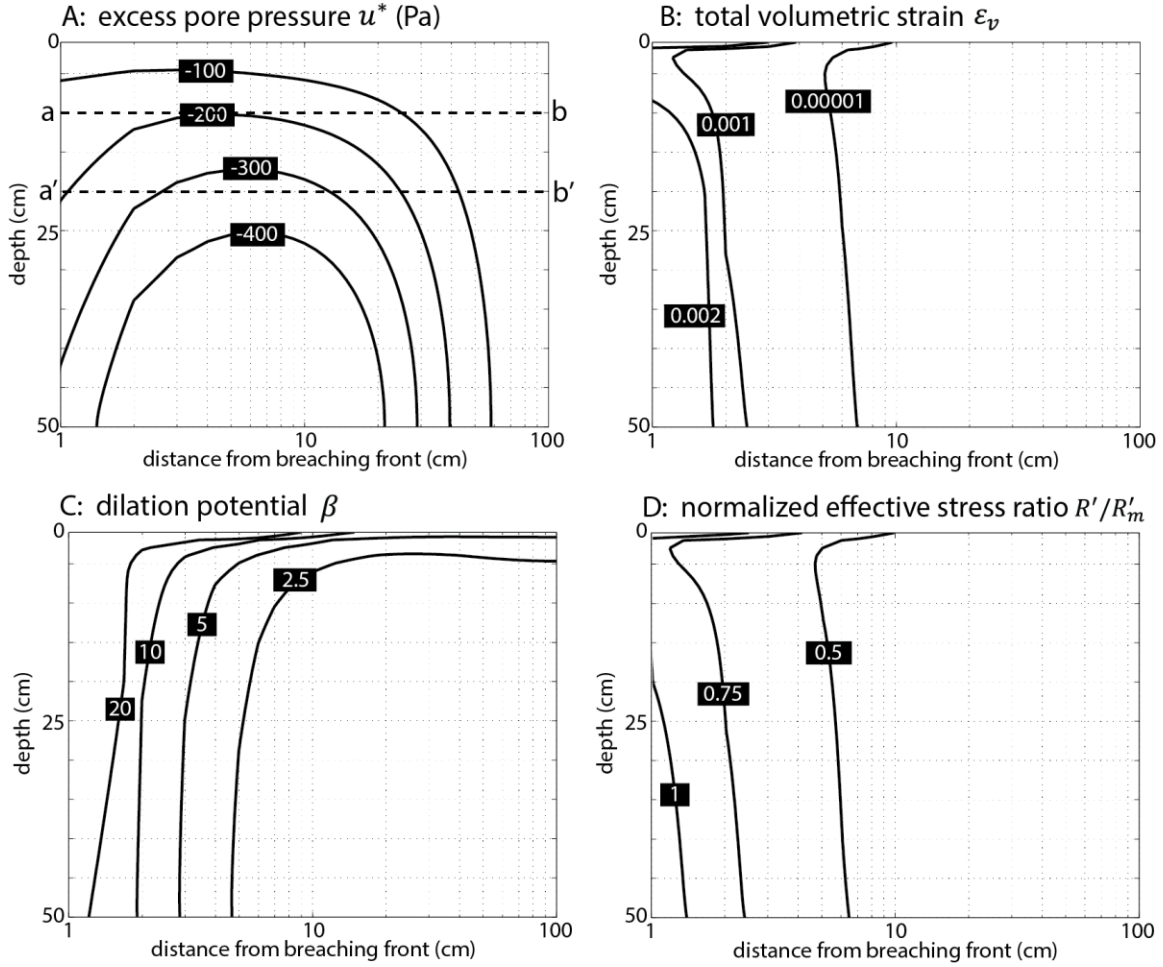 A: excess pore pressure u* (Pa)
0
-100
a
-200
b
-300
a'
b'
-400
25
50
depth (cm)
1
10
100
distance from breaching front (cm)
B: total volumetric strain εᵥ
0
0.00001
0.001
25
0.002
50
depth (cm)
1
10
100
distance from breaching front (cm)
C: dilation potential β
0
2.5
5
10
20
25
50
depth (cm)
1
10
100
distance from breaching front (cm)
D: normalized effective stress ratio R'/R'ₘ
0
0.5
0.75
25
1
50
depth (cm)
1
10
100
distance from breaching front (cm)